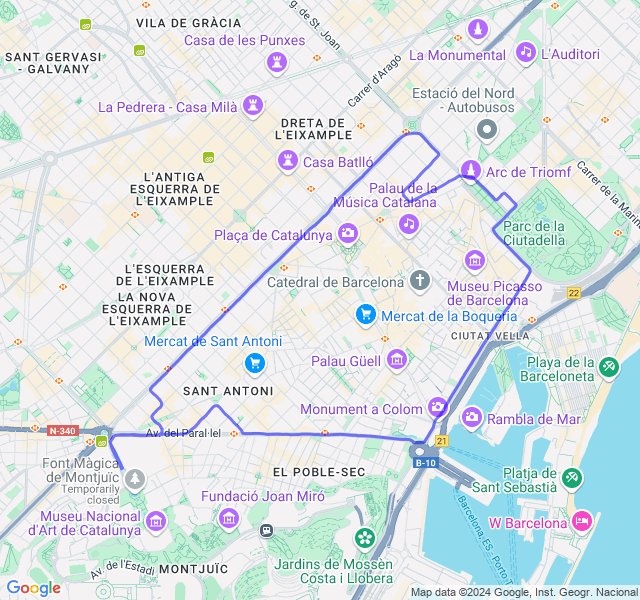 VILA DE GRÀCIA
Casa de les Punxes
g. de St. Joan
La Monumental
L'Auditori
SANT GERVASI
- GALVANY
Carrer d'Aragó
Estació del Nord
- Autobusos
La Pedrera - Casa Milà
DRETA DE
L'EIXAMPLE
Casa Batlló
Arc de Triomf
Carrer de la Marina
L'ANTIGA
ESQUERRA DE
L'EIXAMPLE
Palau de la
Música Catalana
Plaça de Catalunya
Parc de la
Ciutadella
L'ESQUERRA
DE L'EIXAMPLE
Catedral de Barcelona
Museu Picasso
de Barcelona
22
LA NOVA
ESQUERRA DE
L'EIXAMPLE
Mercat de la Boqueria
Mercat de Sant Antoni
CIUTAT VELLA
Palau Güell
Playa de la
Barceloneta
SANT ANTONI
Monument a Colom
Rambla de Mar
N-340
Av. del Paral·lel
21
B-10
Font Màgica
de Montjuïc
Temporarily
closed
EL POBLE-SEC
Platja de
Sant Sebastià
Fundació Joan Miró
Museu Nacional
d'Art de Catalunya
W Barcelona
Barcelona, ES, Porto T
Av. de l'Estadi
MONTJUÏC
Jardins de Mossèn
Costa i Llobera
Google
Map data ©2024 Google, Inst. Geogr. Nacional